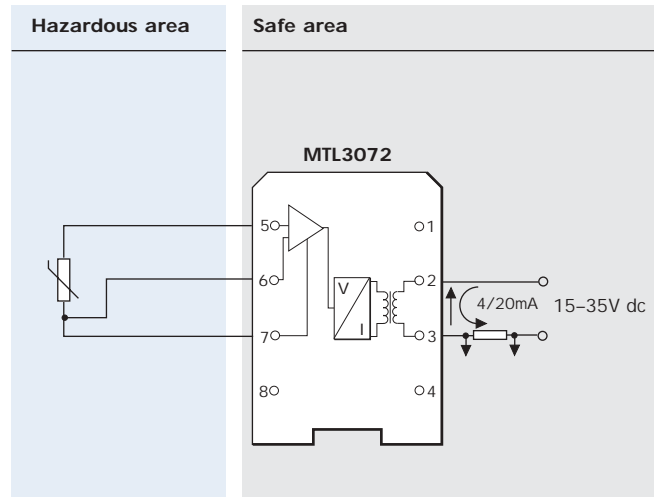 Hazardous area
Safe area
MTL3072
5
1
6
V
2
4/20mA
15–35V dc
I
7
3
8
4